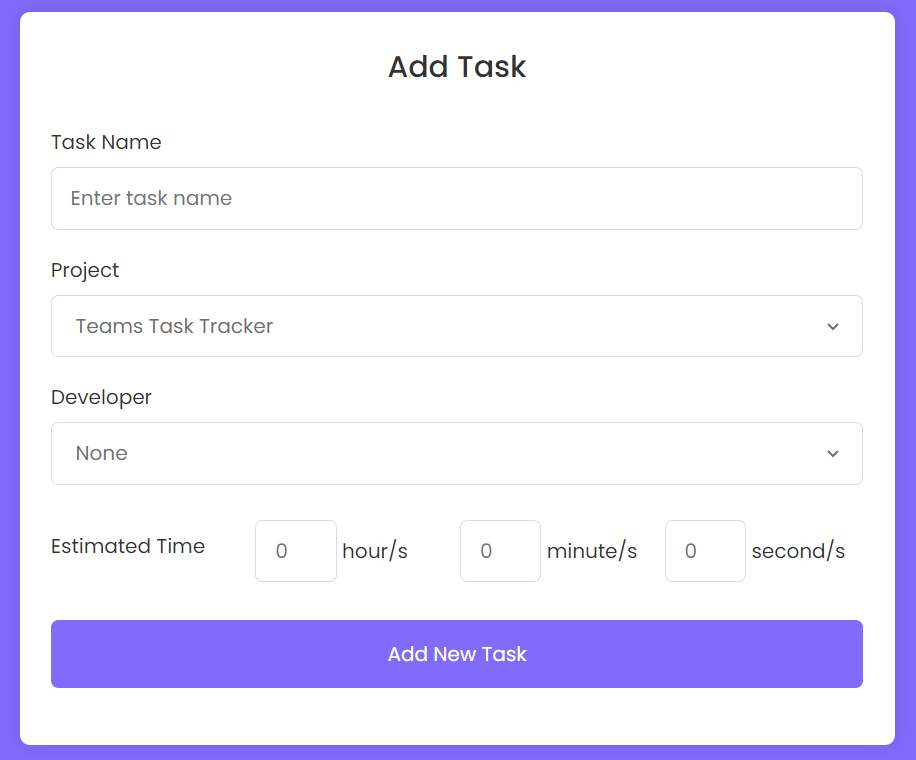 Add Task
Task Name
Enter task name
Project
Teams Task Tracker
Developer
None
Estimated Time 0 hour/s 0 minute/s 0 second/s
Add New Task